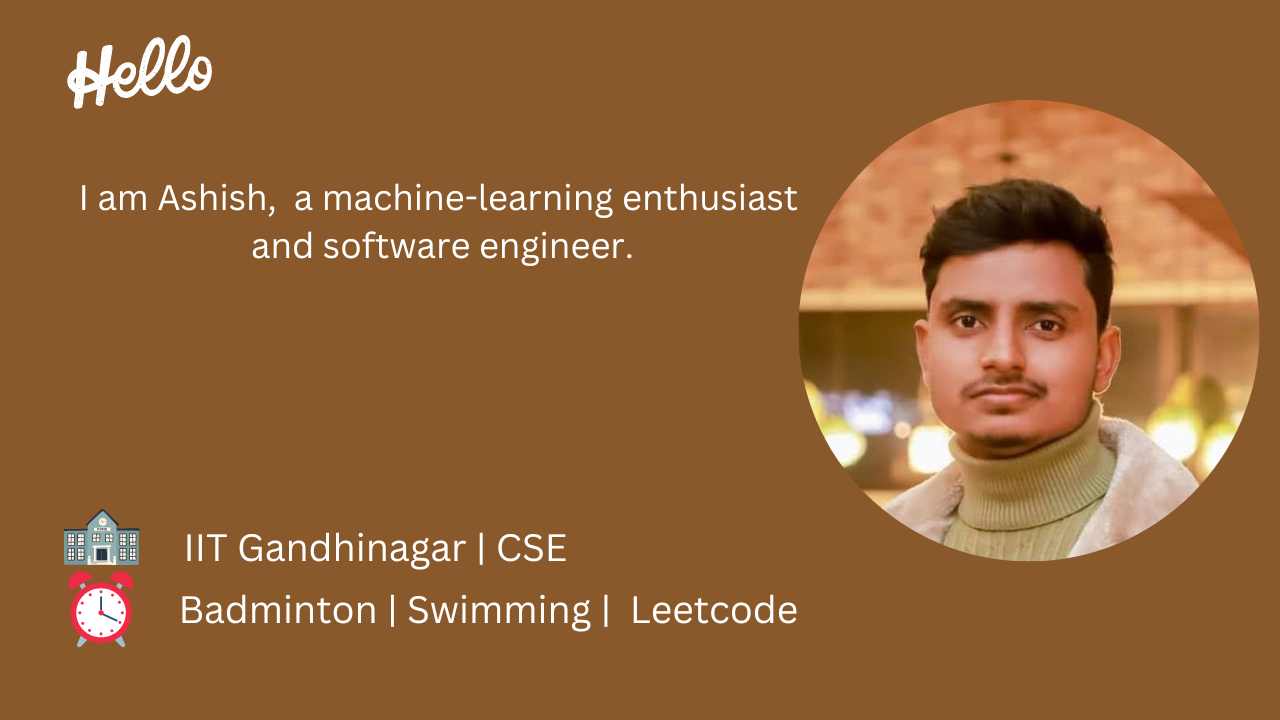 Hello
I am Ashish,  a machine-learning enthusiast
and software engineer.
IIT Gandhinagar | CSE
Badminton | Swimming |  Leetcode